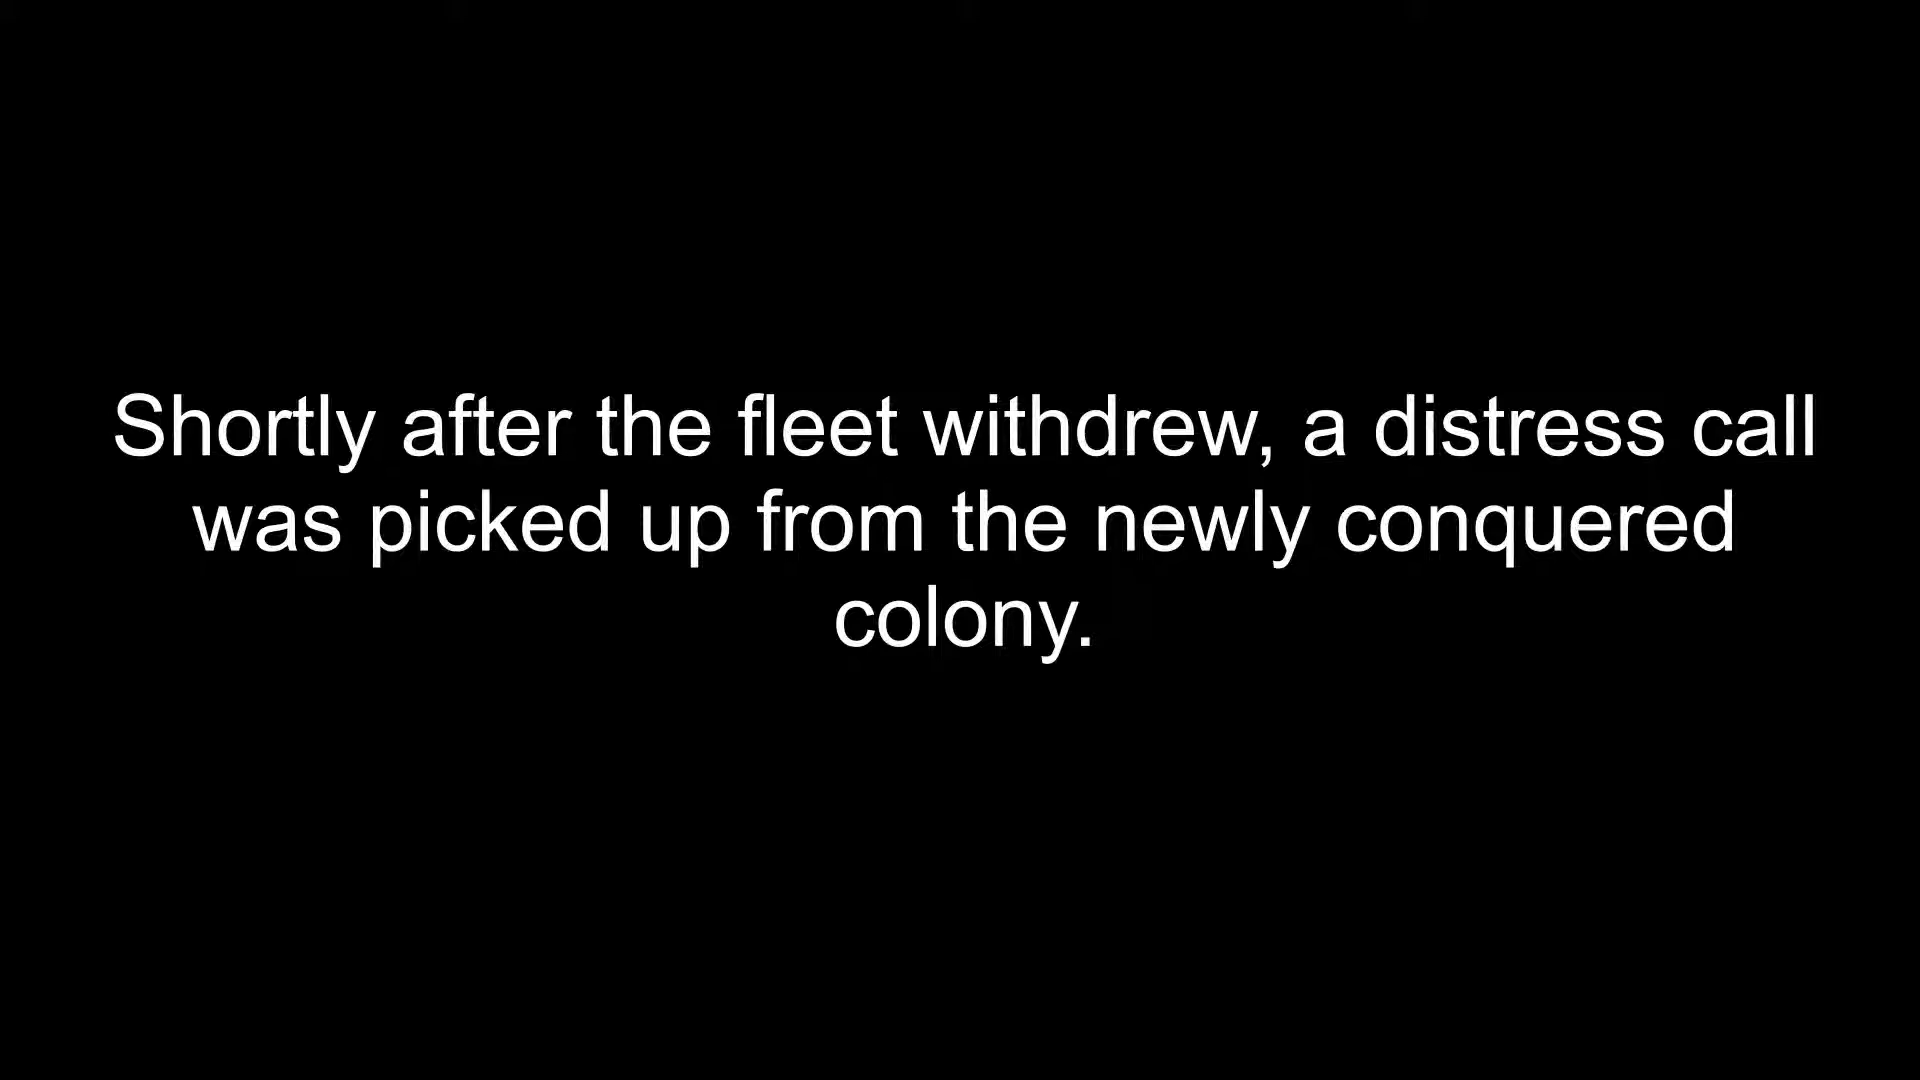 Shortly after the fleet withdrew, a distress call
was picked up from the newly conquered
colony.